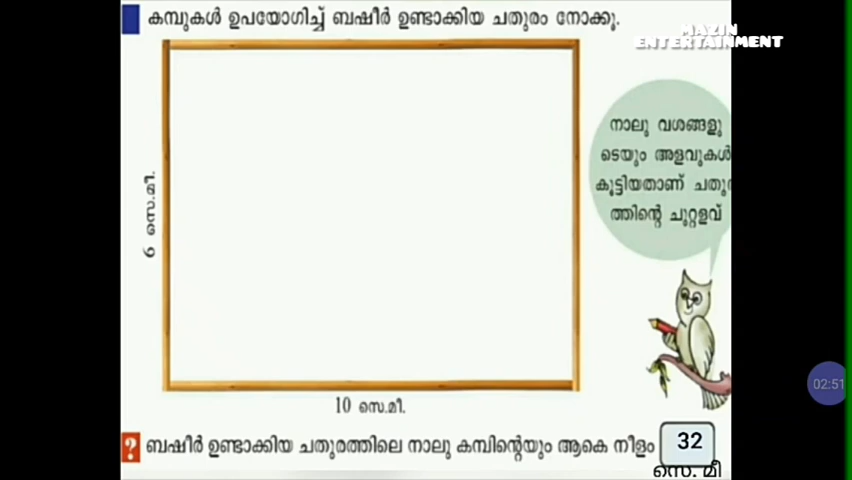 കമ്പുകൾ ഉപയോഗിച്ച് ബഷീർ ഉണ്ടാക്കിയ ചതുരം നോക്കൂ.
MAZIN
ENTERTAINMENT
നാലു വശങ്ങളു
ടെയും അളവുകൾ
കൂട്ടിയതാണ് ചതുര
ത്തിന്റെ ചുറ്റളവ്
6 സെ.മീ.
10 സെ.മീ.
02:51
? ബഷീർ ഉണ്ടാക്കിയ ചതുരത്തിലെ നാലു കമ്പിന്റെയും ആകെ നീളം 32
സെ. മീ